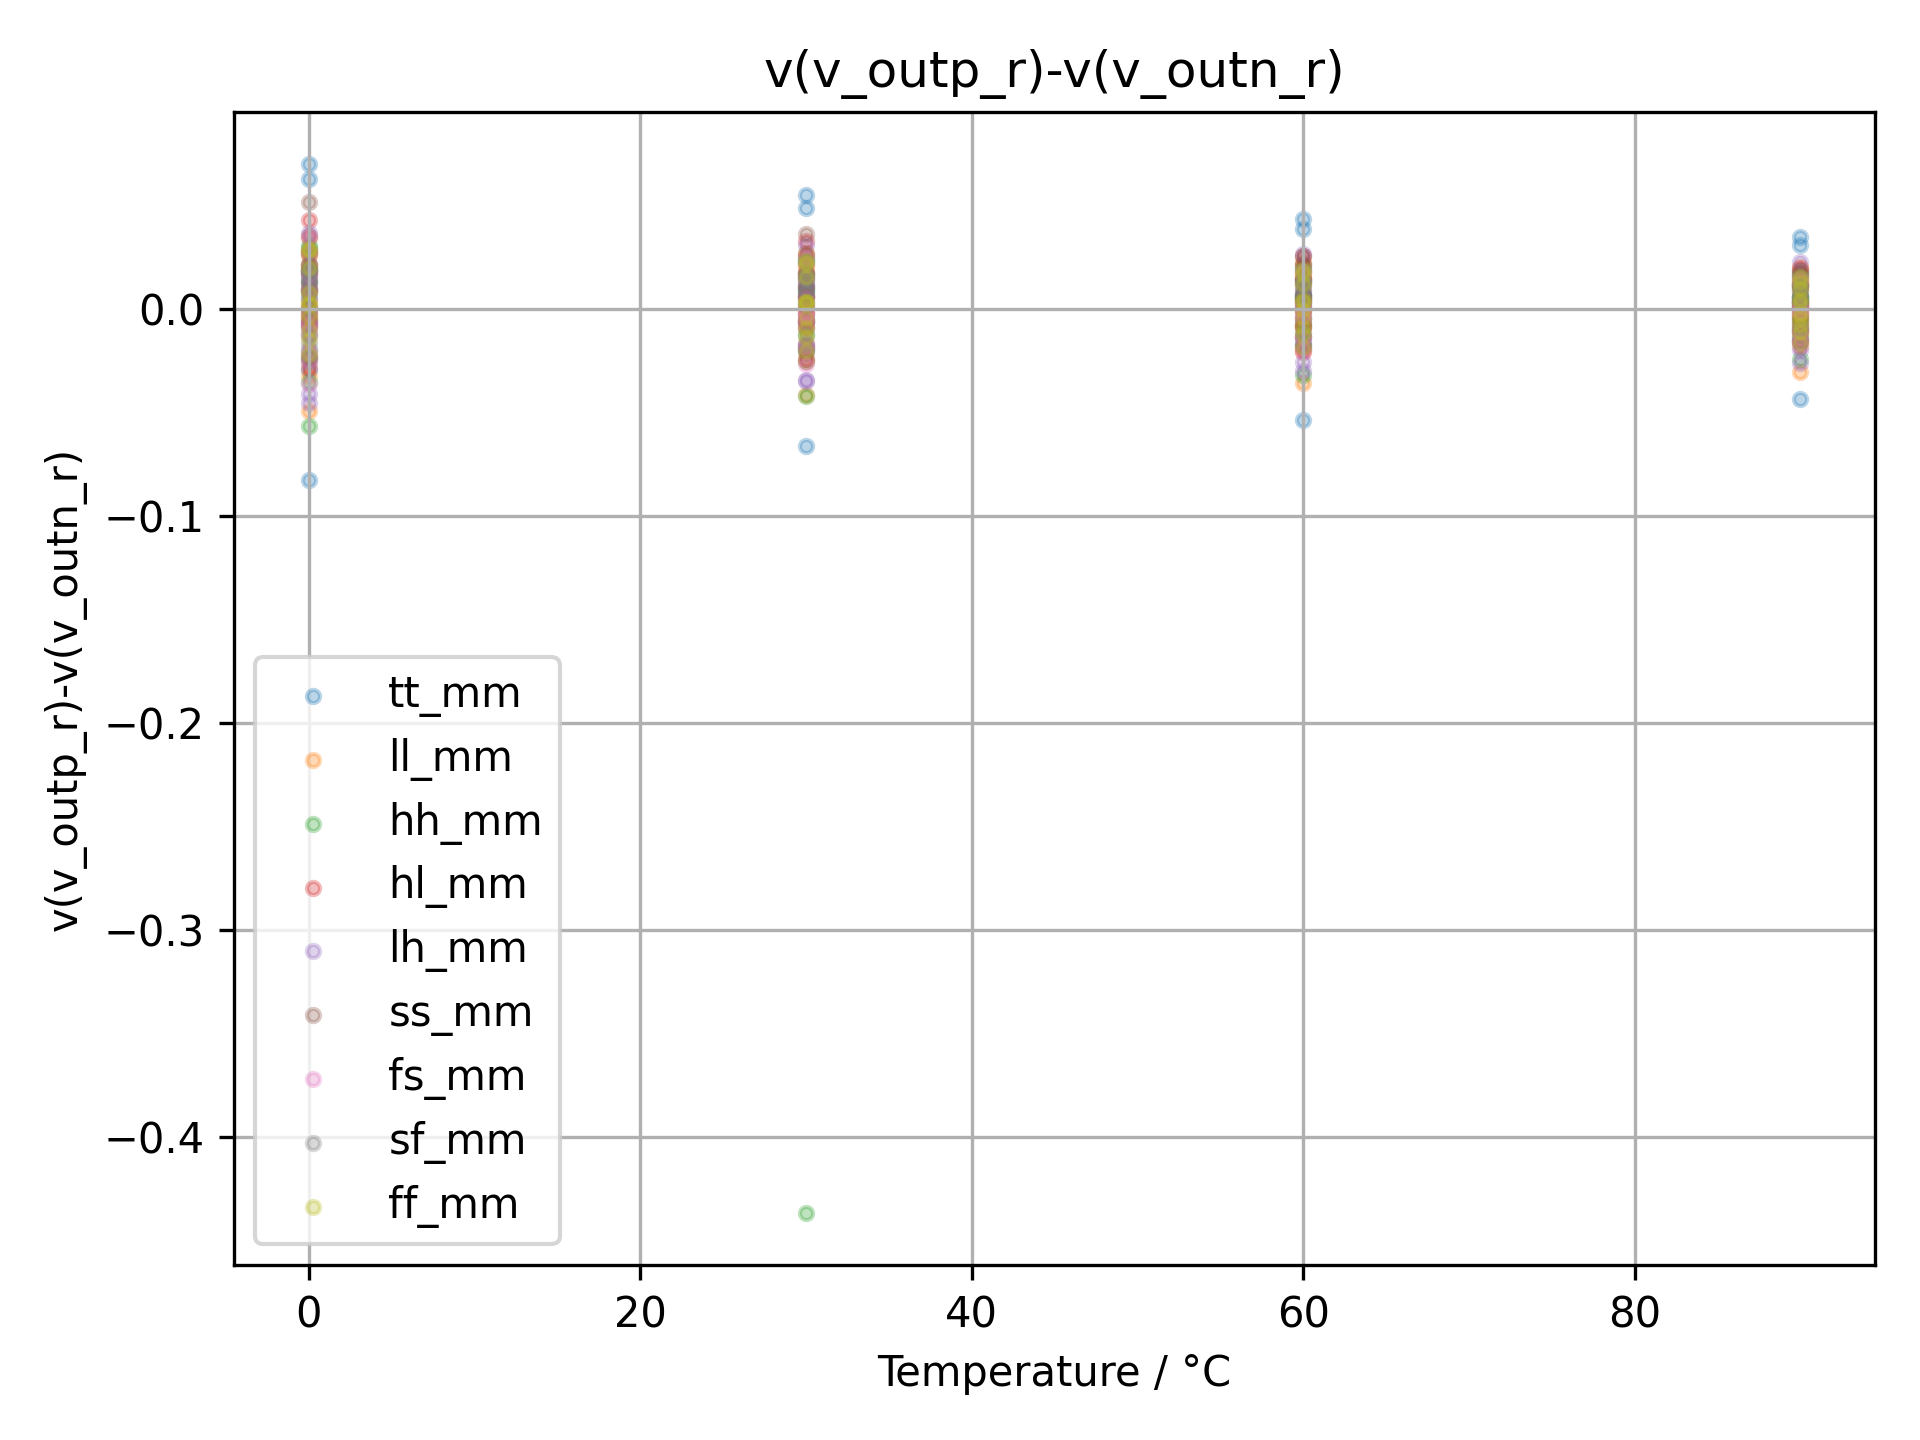 v(v_outp_r)-v(v_outn_r)
v(v_outp_r)-v(v_outn_r)
0.0
−0.1
−0.2
−0.3
−0.4
tt_mm
ll_mm
hh_mm
hl_mm
lh_mm
ss_mm
fs_mm
sf_mm
ff_mm
0 20 40 60 80
Temperature / °C